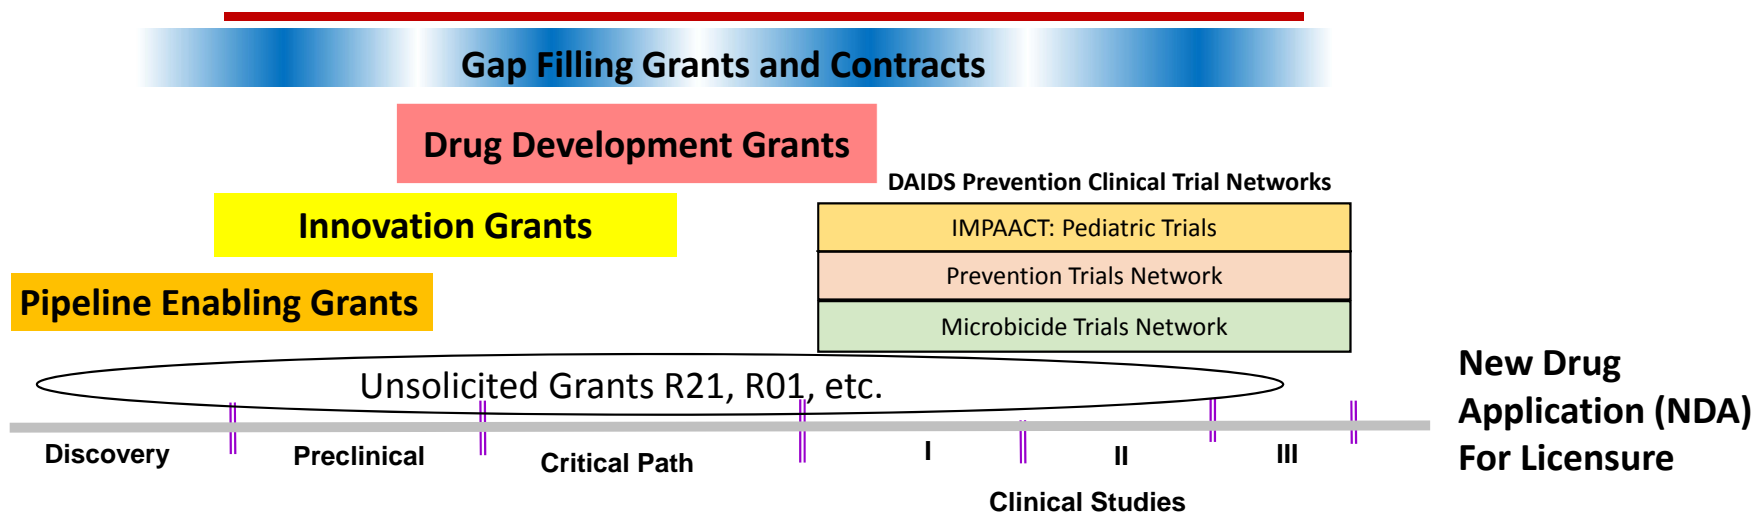 Gap Filling Grants and Contracts
Drug Development Grants
DAIDS Prevention Clinical Trial Networks
IMPAACT: Pediatric Trials
Innovation Grants
Prevention Trials Network
Pipeline Enabling Grants
Microbicide Trials Network
Unsolicited Grants R21, R01, etc.
New Drug
Application (NDA)
For Licensure
Discovery
Preclinical
Critical Path
I
II
III
Clinical Studies